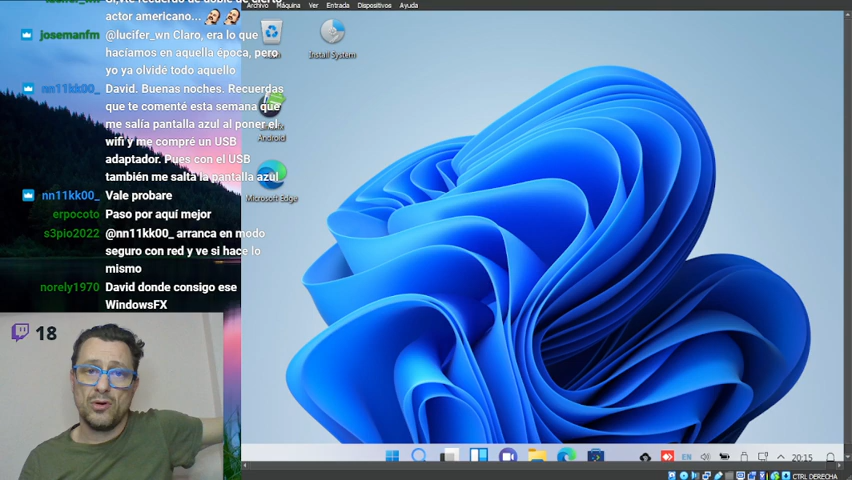 Archivo Máquina Ver Entrada Dispositivos Ayuda
actor americano...
josemanfm @lucifer_wn Claro, era lo que
hacíamos en aquella época, pero
yo ya olvidé todo aquello
nn11kk00_ David. Buenas noches. Recuerdas
que te comenté esta semana que
me salía pantalla azul al poner el
wifi y me compré un USB
adaptador. Pues con el USB
también me salta la pantalla azul
nn11kk00_ Vale probare
erpocoto Paso por aquí mejor
s3pio2022 @nn11kk00_ arranca en modo
seguro con red y ve si hace lo
mismo
norely1970 David donde consigo ese
WindowsFX
18
Install System
Android
Microsoft Edge
EN
20:15
CTRL DERECHA